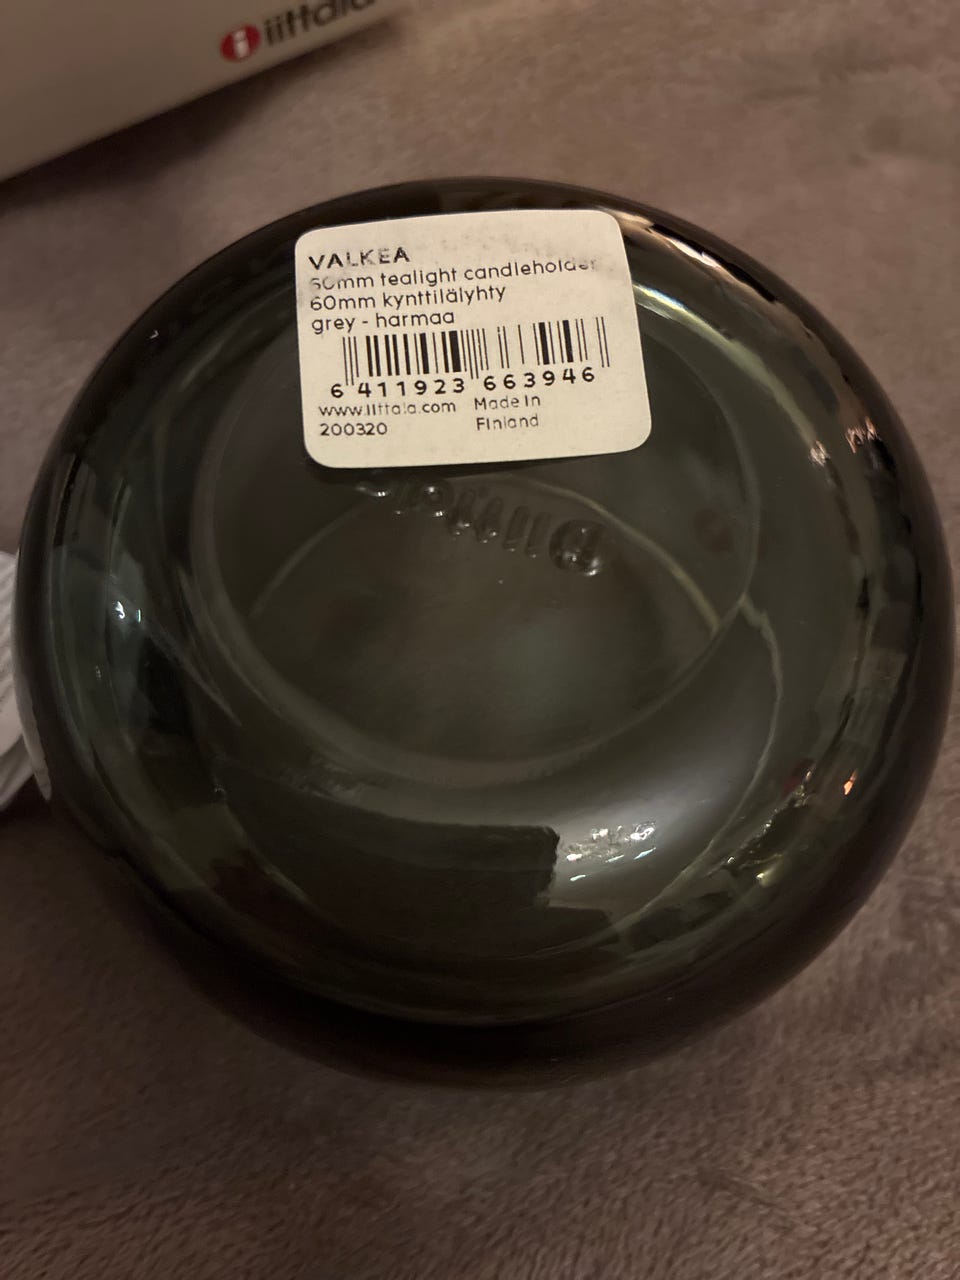 iittala
VALKEA
60mm tealight candleholder
60mm kynttilälyhty
grey - harmaa
6 411923 663946
www.iittala.com Made in
200320 Finland
iittala